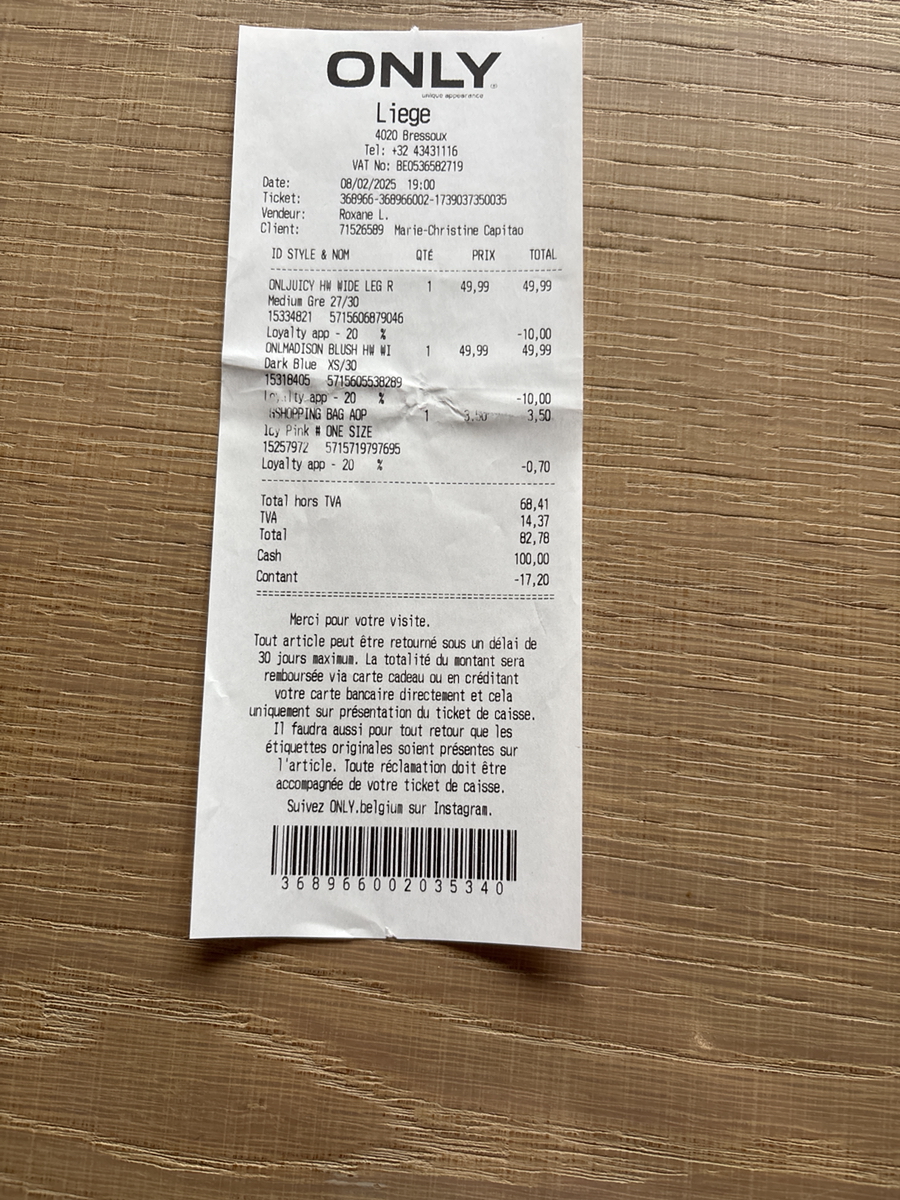 ONLY
unique appearance
Liege
4020 Bressoux
Tel: +32 43431116
VAT No: BE0536582719
Date: 08/02/2025 19:00
Ticket: 368966-368966002-1739037350035
Vendeur: Roxane L.
Client: 71526589 Marie-Christine Capitao
ID STYLE & NOM QTÉ PRIX TOTAL
ONLJUICY HW WIDE LEG R 1 49,99 49,99
Medium Gre 27/30
15334821 5715606879046
Loyalty app - 20 % -10,00
ONLMADISON BLUSH HW WI 1 49,99 49,99
Dark Blue XS/30
15318405 5715605538289
Loyalty app - 20 % -10,00
SHOPPING BAG AOP 1 3,50 3,50
Icy Pink # ONE SIZE
15257972 5715719797695
Loyalty app - 20 % -0,70
Total hors TVA 68,41
TVA 14,37
Total 82,78
Cash 100,00
Contant -17,20
Merci pour votre visite.
Tout article peut être retourné sous un délai de
30 jours maximum. La totalité du montant sera
remboursée via carte cadeau ou en créditant
votre carte bancaire directement et cela
uniquement sur présentation du ticket de caisse.
Il faudra aussi pour tout retour que les
étiquettes originales soient présentes sur
l'article. Toute réclamation doit être
accompagnée de votre ticket de caisse.
Suivez ONLY.belgium sur Instagram.
368966002035340